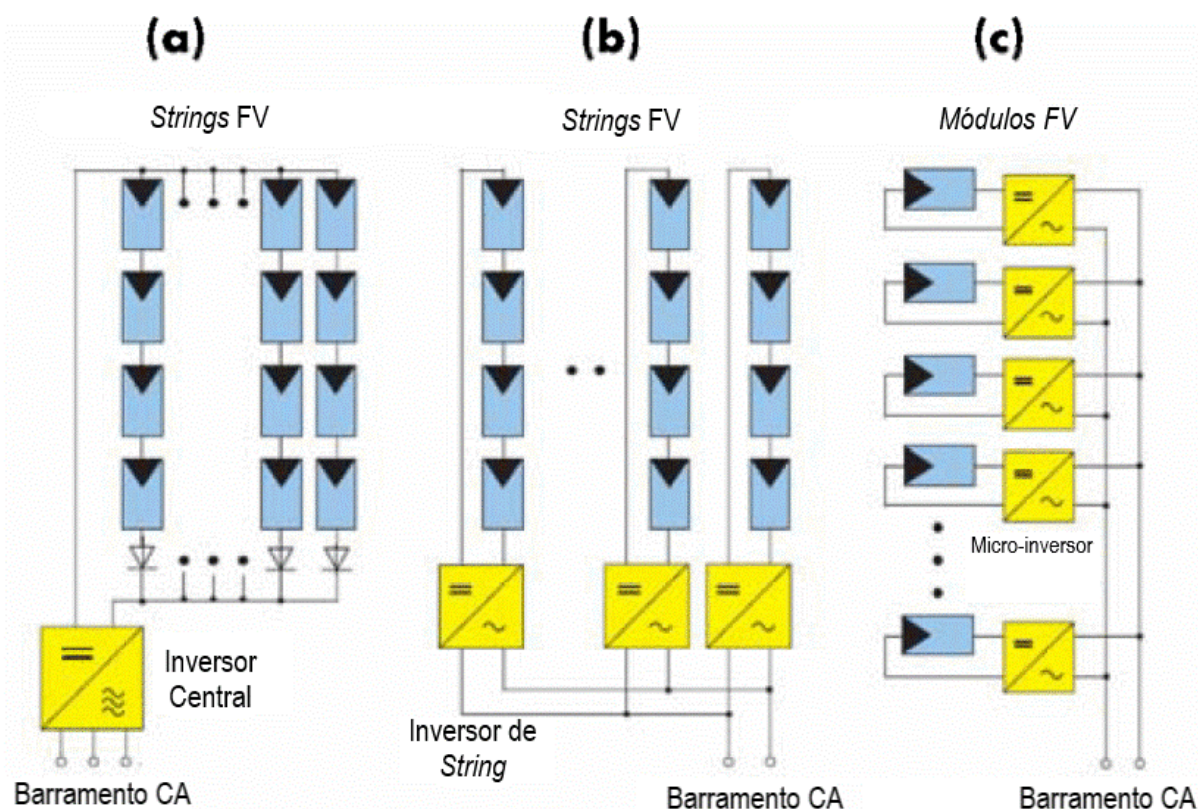 (a)
(b)
(c)
Strings FV
Strings FV
Módulos FV
Micro-inversor
Inversor
Central
Inversor de
String
Barramento CA
Barramento CA
Barramento CA